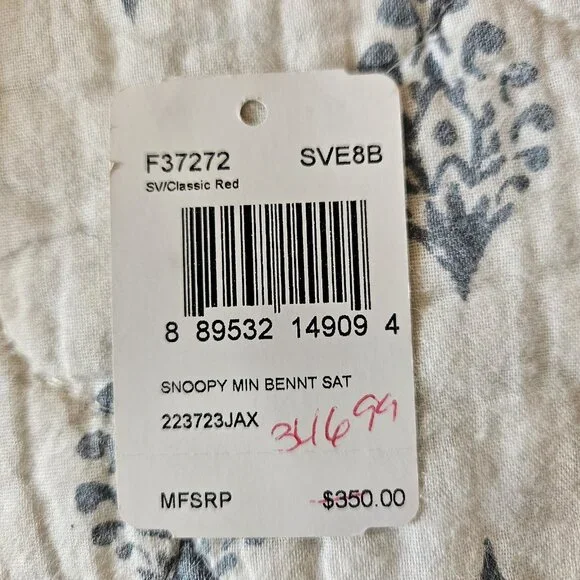 F37272 SVE8B
SV/Classic Red
8 89532 14909 4
SNOOPY MIN BENNT SAT
223723JAX
MFSRP $350.00